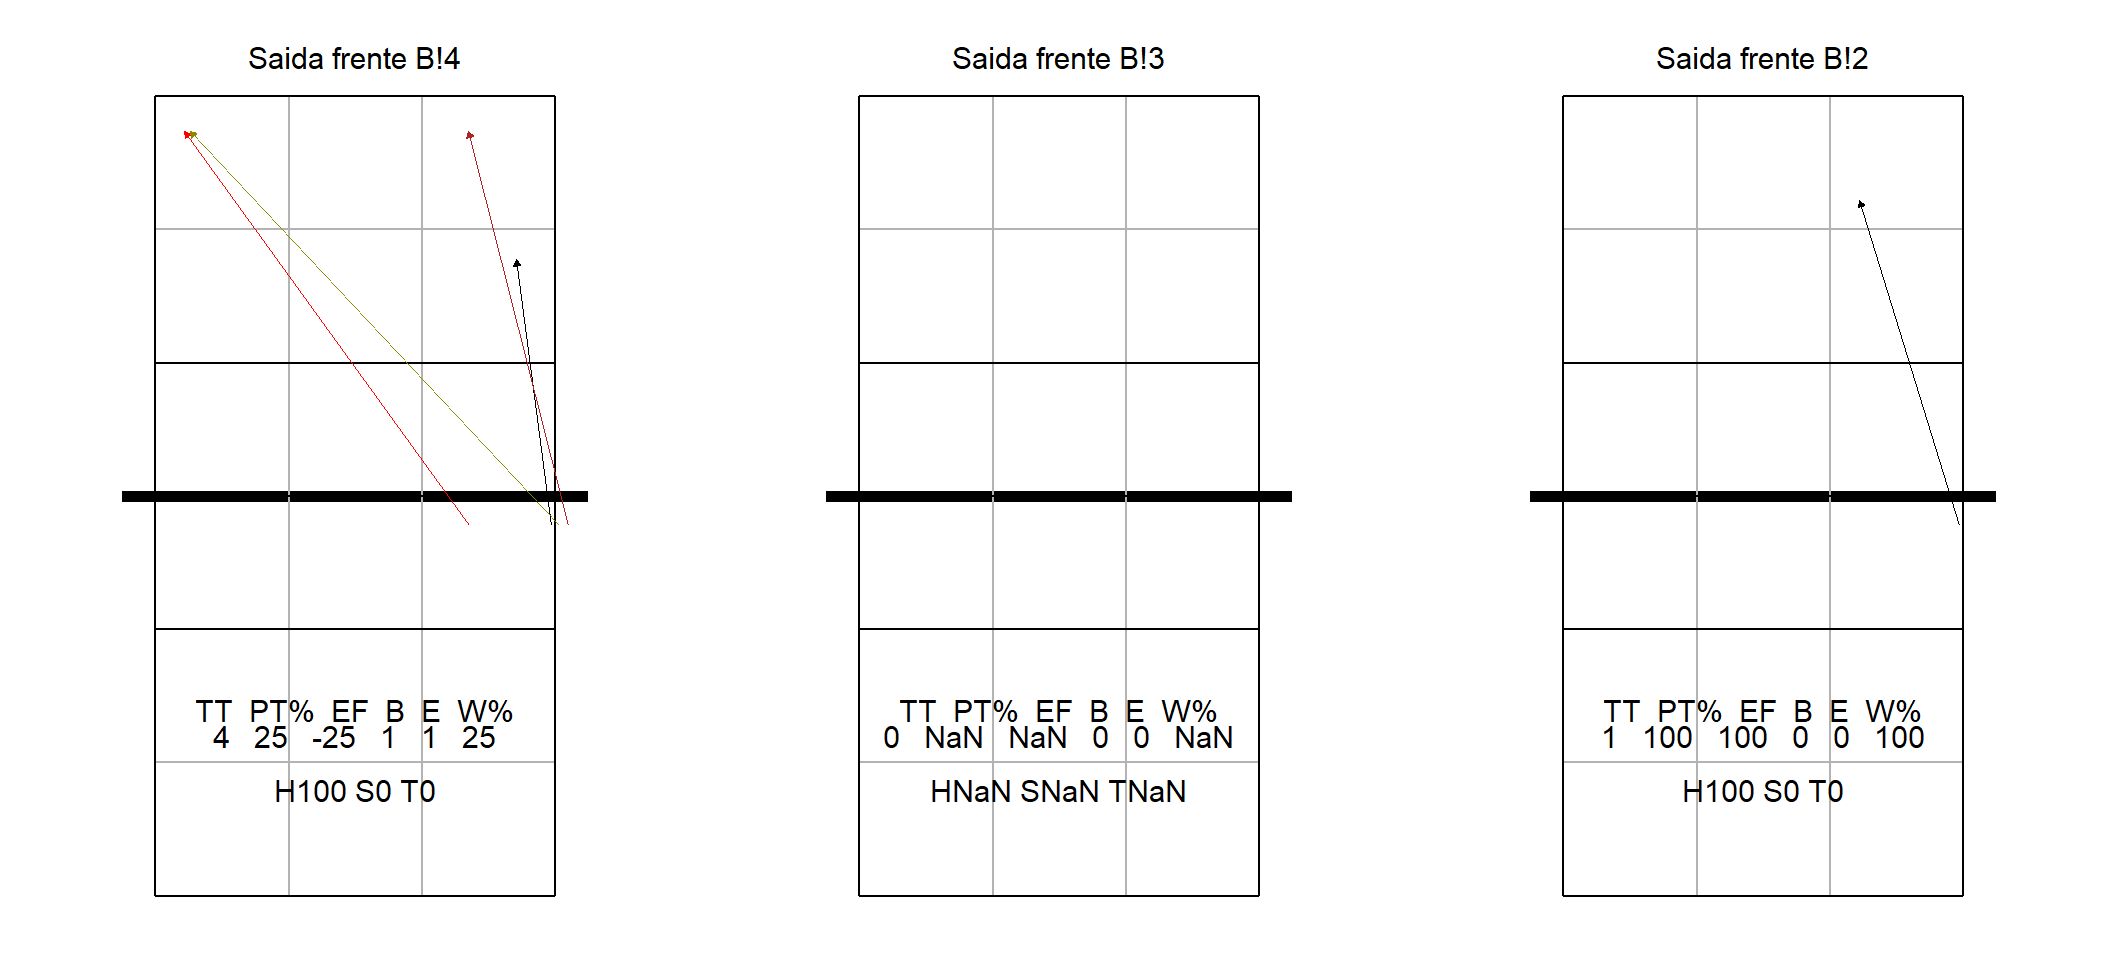 Saida frente B!4
Saida frente B!3
Saida frente B!2
TT PT% EF B E W%
4 25 -25 1 1 25
H100 S0 T0
TT PT% EF B E W%
0 NaN NaN 0 0 NaN
HNaN SNaN TNaN
TT PT% EF B E W%
1 100 100 0 0 100
H100 S0 T0